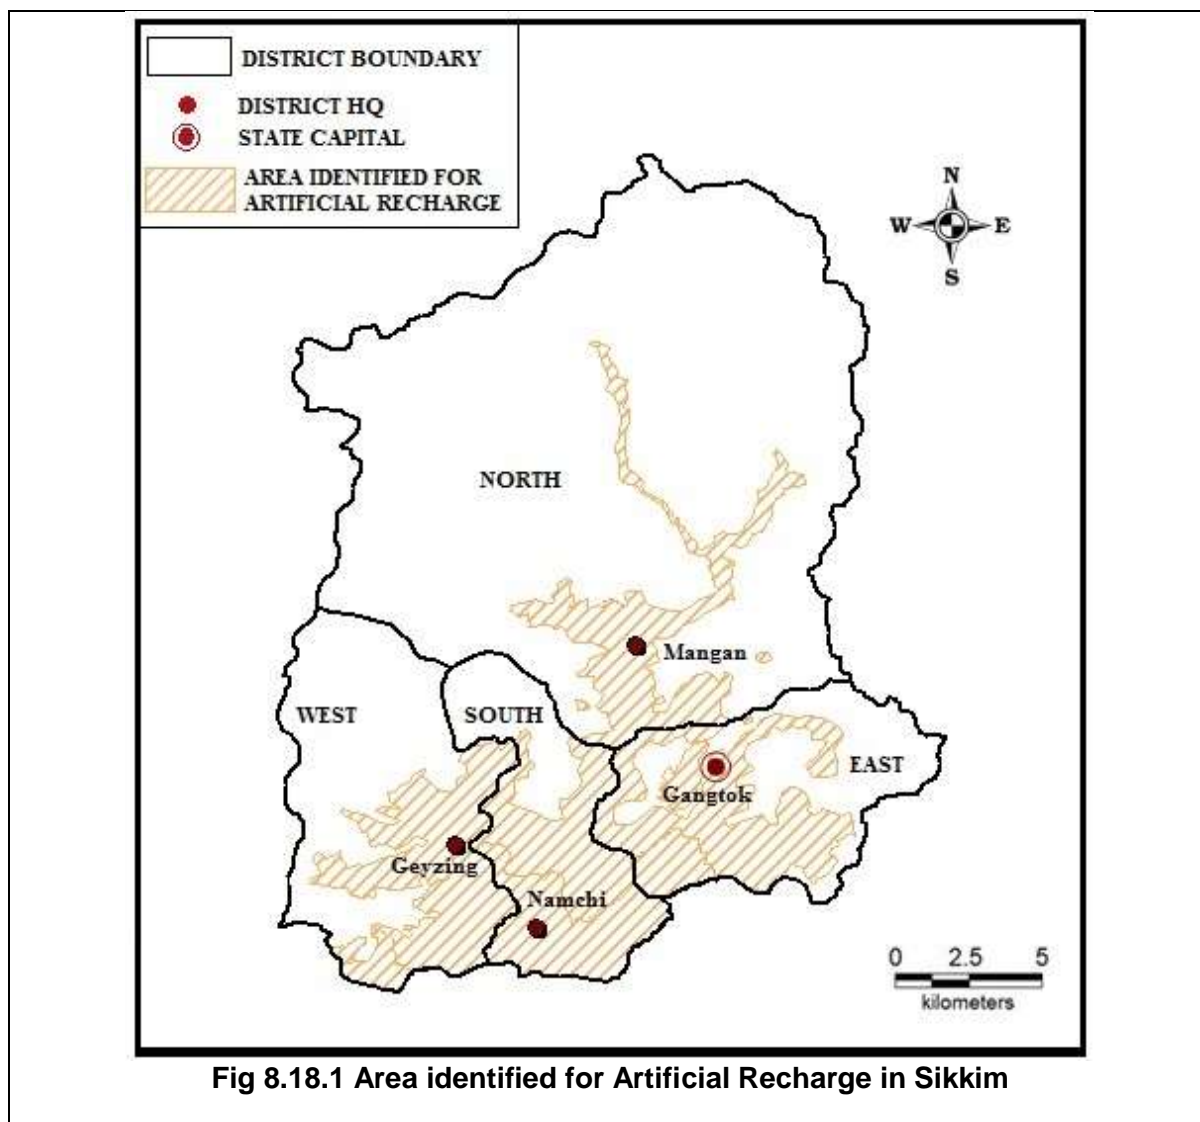 DISTRICT BOUNDARY
DISTRICT HQ
STATE CAPITAL
AREA IDENTIFIED FOR
ARTIFICIAL RECHARGE
N
W E
S
NORTH
Mangan
WEST
SOUTH
EAST
Gangtok
Geyzing
Namchi
0 2.5 5
kilometers
Fig 8.18.1 Area identified for Artificial Recharge in Sikkim